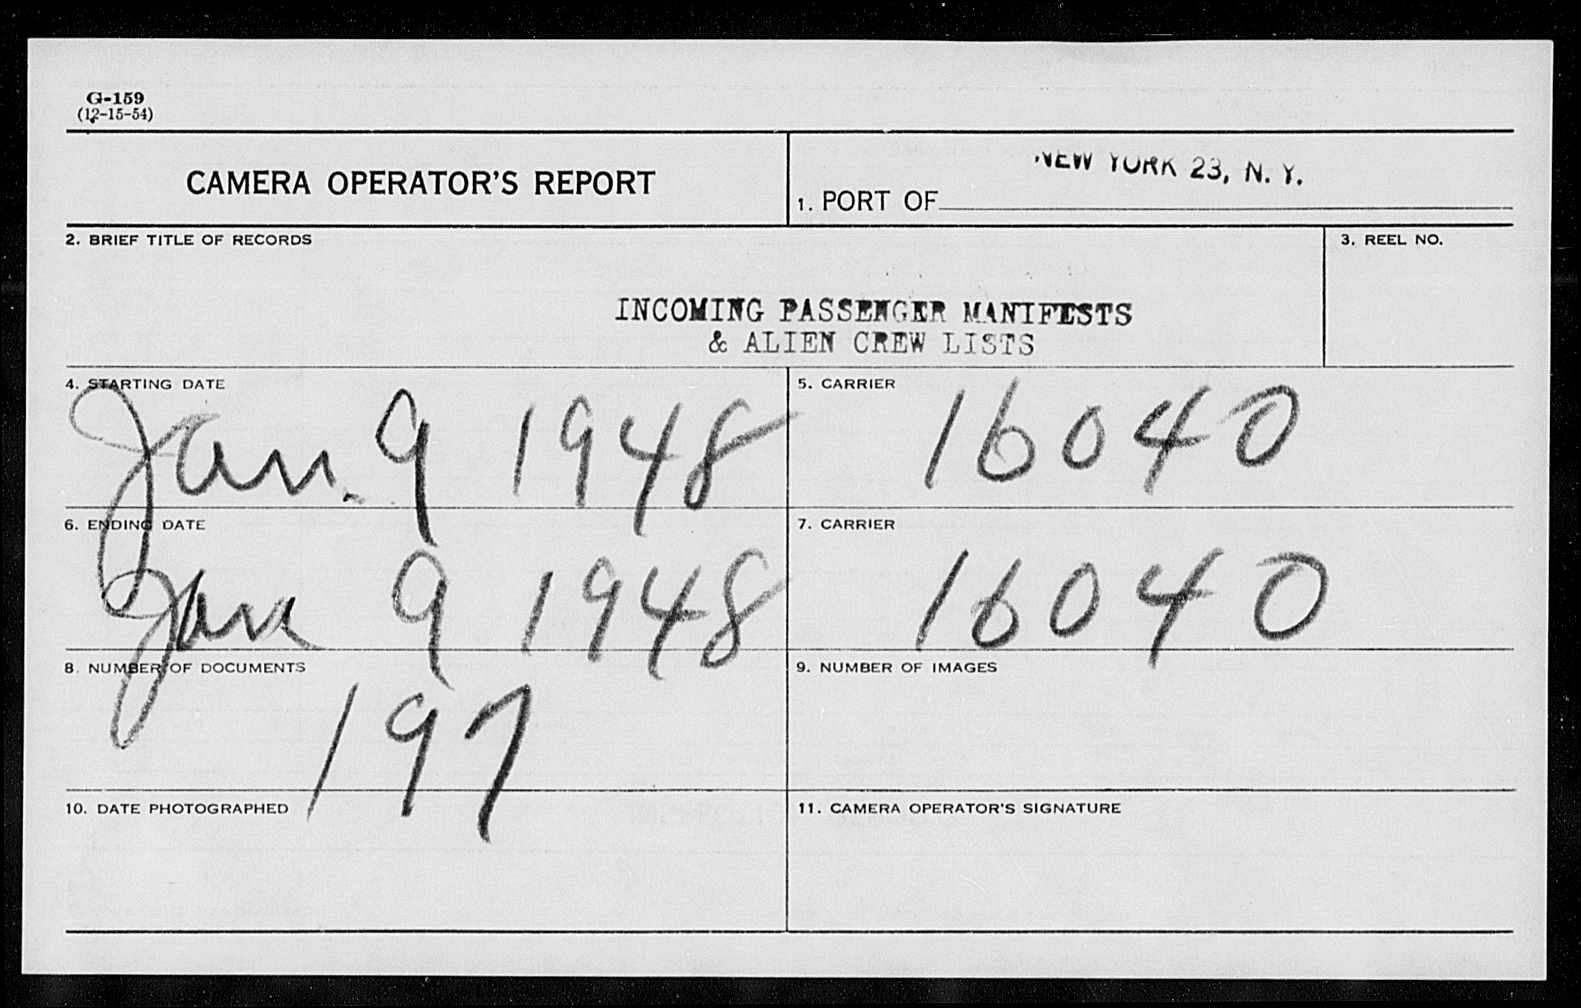 G-159
(12-15-54)
CAMERA OPERATOR'S REPORT
NEW YORK 23, N. Y.
1. PORT OF
2. BRIEF TITLE OF RECORDS
3. REEL NO.
INCOMING PASSENGER MANIFESTS
& ALIEN CREW LISTS
4. STARTING DATE
Jan. 9 1948
5. CARRIER
16040
6. ENDING DATE
Jan 9 1948
7. CARRIER
16040
8. NUMBER OF DOCUMENTS
197
9. NUMBER OF IMAGES
10. DATE PHOTOGRAPHED
11. CAMERA OPERATOR'S SIGNATURE